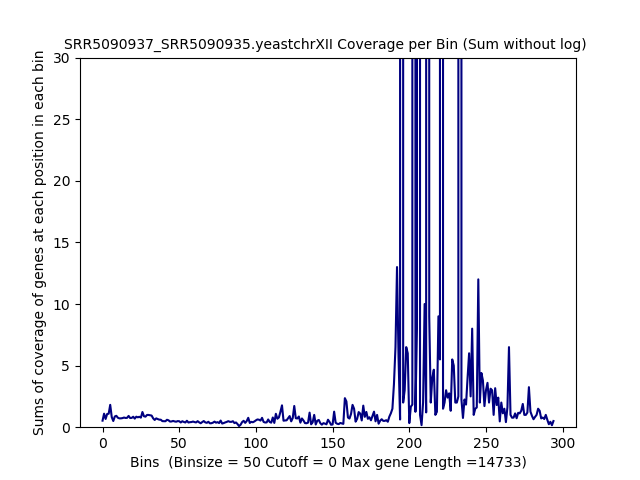 SRR5090937_SRR5090935.yeastchrXII Coverage per Bin (Sum without log)
Sums of coverage of genes at each position in each bin
30
25
20
15
10
5
0
0 50 100 150 200 250 300
Bins  (Binsize = 50 Cutoff = 0 Max gene Length =14733)